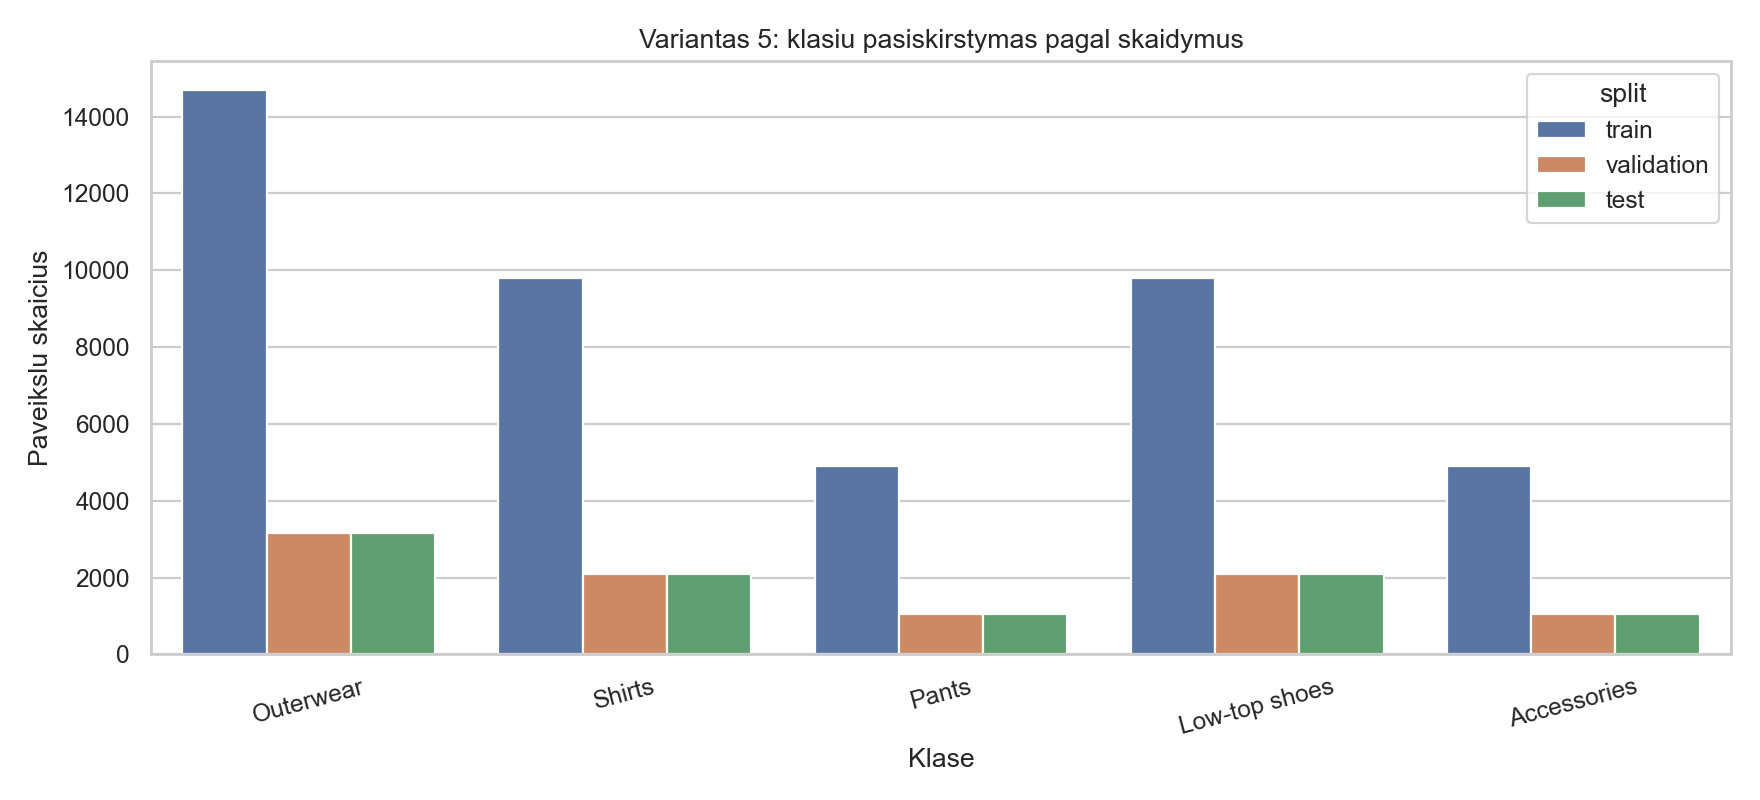 Variantas 5: klasiu pasiskirstymas pagal skaidymus
split
train
validation
test
Paveikslu skaicius
14000
12000
10000
8000
6000
4000
2000
0
Outerwear
Shirts
Pants
Low-top shoes
Accessories
Klase